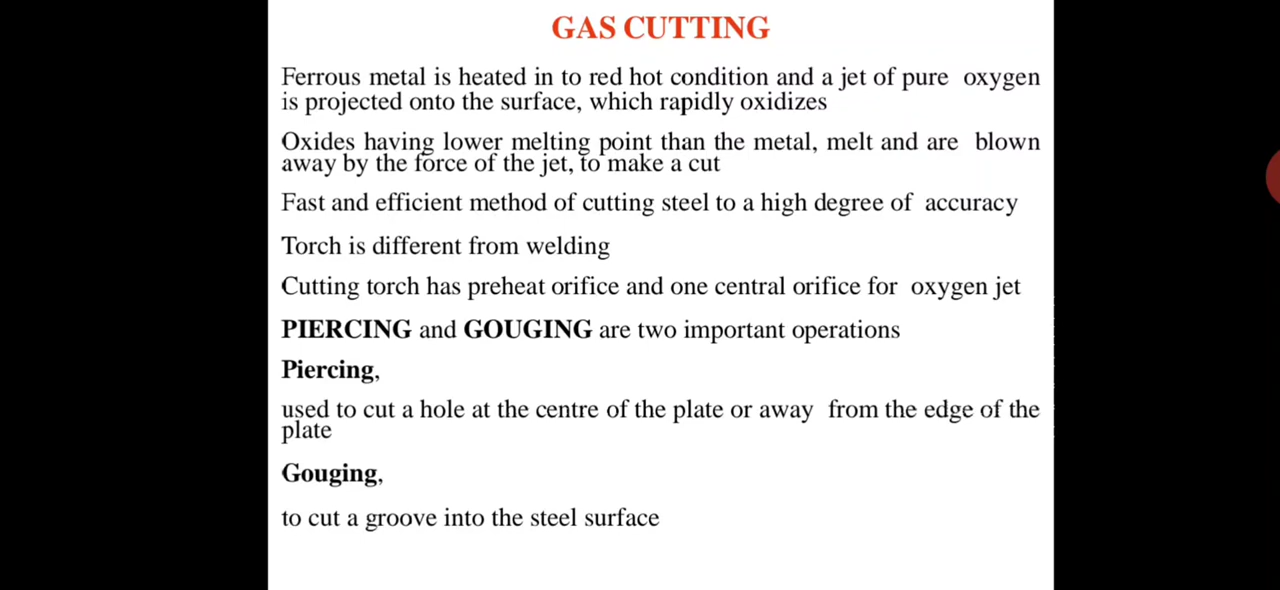 GAS CUTTING
Ferrous metal is heated in to red hot condition and a jet of pure oxygen
is projected onto the surface, which rapidly oxidizes
Oxides having lower melting point than the metal, melt and are blown
away by the force of the jet, to make a cut
Fast and efficient method of cutting steel to a high degree of accuracy
Torch is different from welding
Cutting torch has preheat orifice and one central orifice for oxygen jet
PIERCING and GOUGING are two important operations
Piercing,
used to cut a hole at the centre of the plate or away from the edge of the
plate
Gouging,
to cut a groove into the steel surface